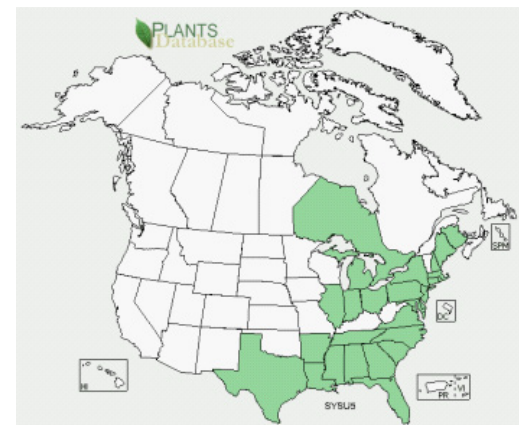 PLANTS
Database
SPM
DC
HI
PR
VI
SYSU5